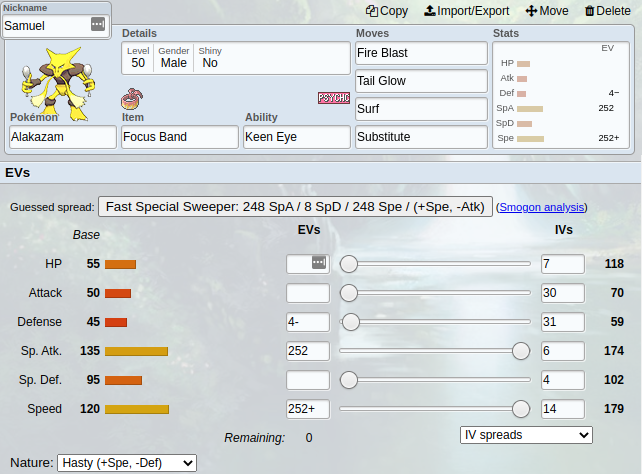 Nickname
Copy Import/Export Move Delete
Samuel
Details
Moves
Stats
Level Gender Shiny
50 Male No
Fire Blast
Tail Glow
Surf
Substitute
EV
HP
Atk
Def 4−
SpA 252
SpD
Spe 252+
PSYCHC
Pokémon Item Ability
Alakazam Focus Band Keen Eye
EVs
Guessed spread: Fast Special Sweeper: 248 SpA / 8 SpD / 248 Spe / (+Spe, -Atk) (Smogon analysis)
Base EVs IVs
HP 55 7 118
Attack 50 30 70
Defense 45 4- 31 59
Sp. Atk. 135 252 6 174
Sp. Def. 95 4 102
Speed 120 252+ 14 179
Remaining: 0 IV spreads
Nature: Hasty (+Spe, -Def)